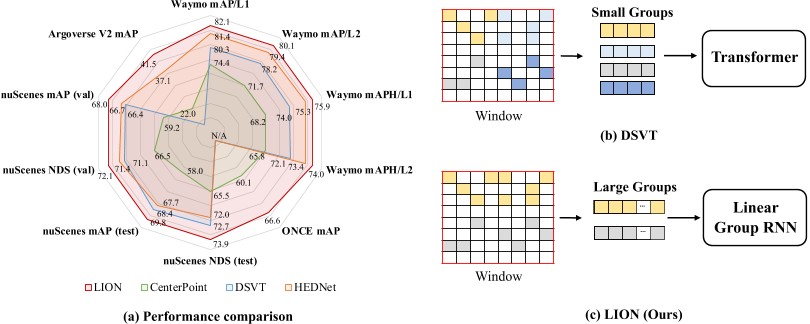 Waymo mAP/L1
82.1
Argoverse V2 mAP
81.4
80.1
Waymo mAP/L2
80.3
79.4
74.4
78.2
41.5
37.1
71.7
nuScenes mAP (val)
68.0
66.7
66.4
22.0
75.9
Waymo mAPH/L1
75.3
74.0
68.2
59.2
N/A
66.5
65.8
72.1
73.4
74.0
Waymo mAPH/L2
nuScenes NDS (val)
72.1
71.4
71.1
58.0
60.1
65.5
67.7
68.4
69.8
nuScenes mAP (test)
72.0
72.7
73.9
66.6
ONCE mAP
nuScenes NDS (test)
LION
CenterPoint
DSVT
HEDNet
(a) Performance comparison
Window
Small Groups
Transformer
(b) DSVT
Window
Large Groups
...
...
Linear
Group RNN
(c) LION (Ours)